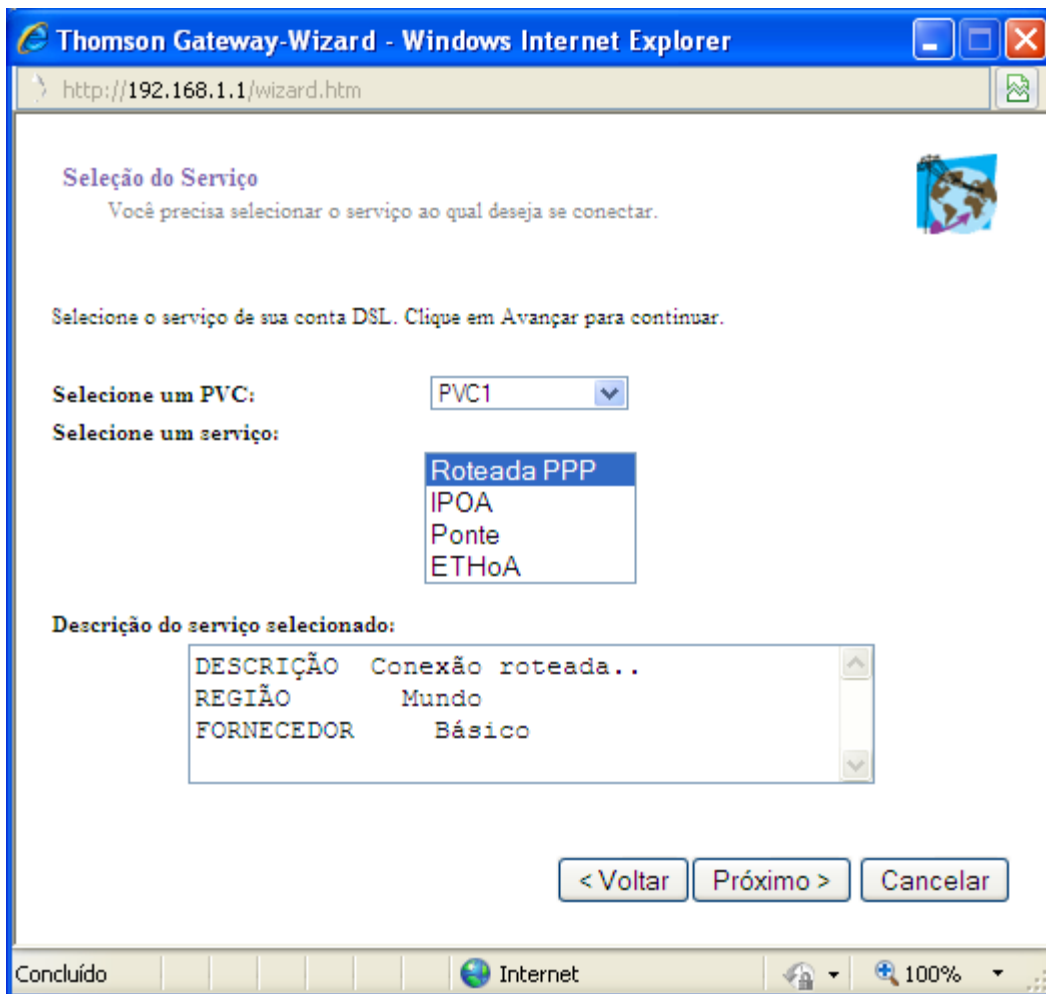 Thomson Gateway-Wizard - Windows Internet Explorer
http://192.168.1.1/wizard.htm
Seleção do Serviço
Você precisa selecionar o serviço ao qual deseja se conectar.
Selecione o serviço de sua conta DSL. Clique em Avançar para continuar.
Selecione um PVC: PVC1
Selecione um serviço:
Roteada PPP
IPOA
Ponte
ETHoA
Descrição do serviço selecionado:
DESCRIÇÃO Conexão roteada..
REGIÃO Mundo
FORNECEDOR Básico
< Voltar Próximo > Cancelar
Concluído Internet 100%